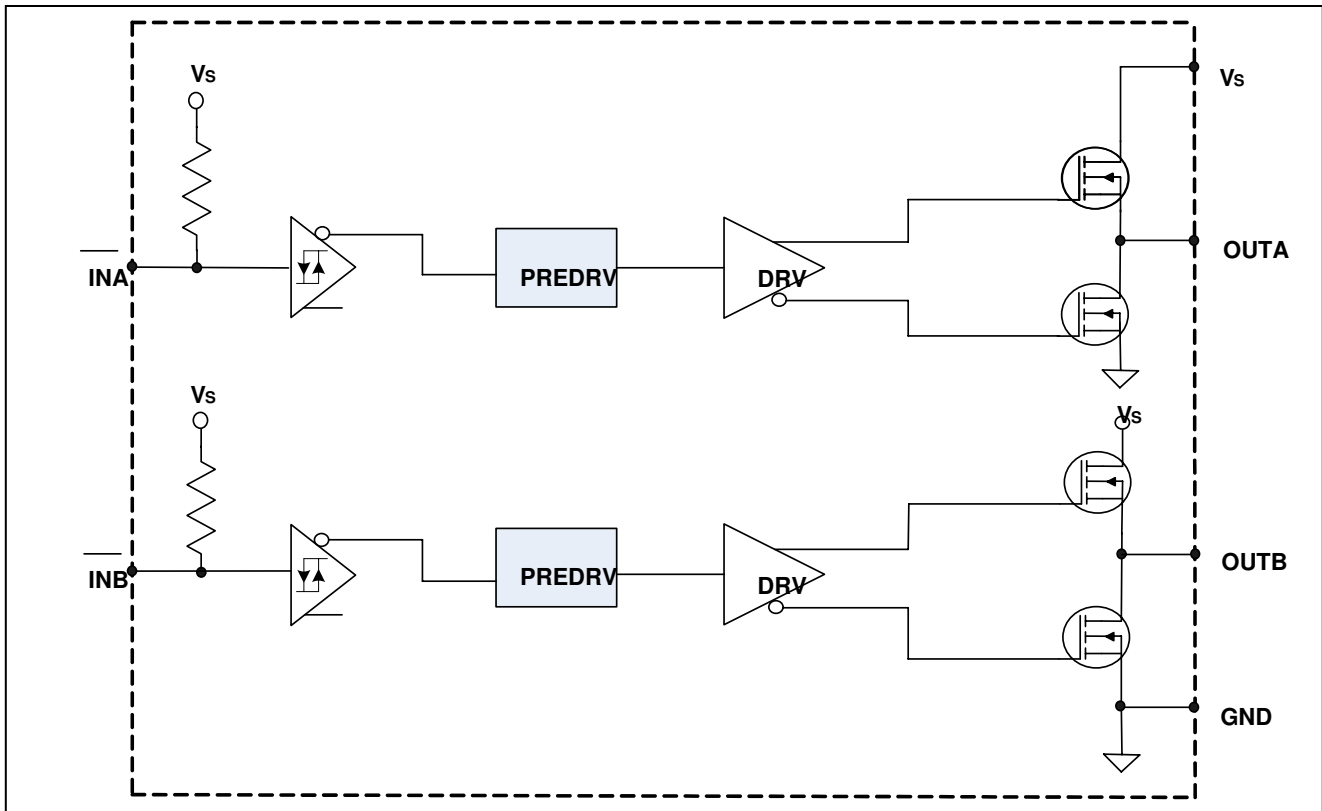 Vs
Vs
INA
PREDRV
DRV
OUTA
Vs
Vs
INB
PREDRV
DRV
OUTB
GND